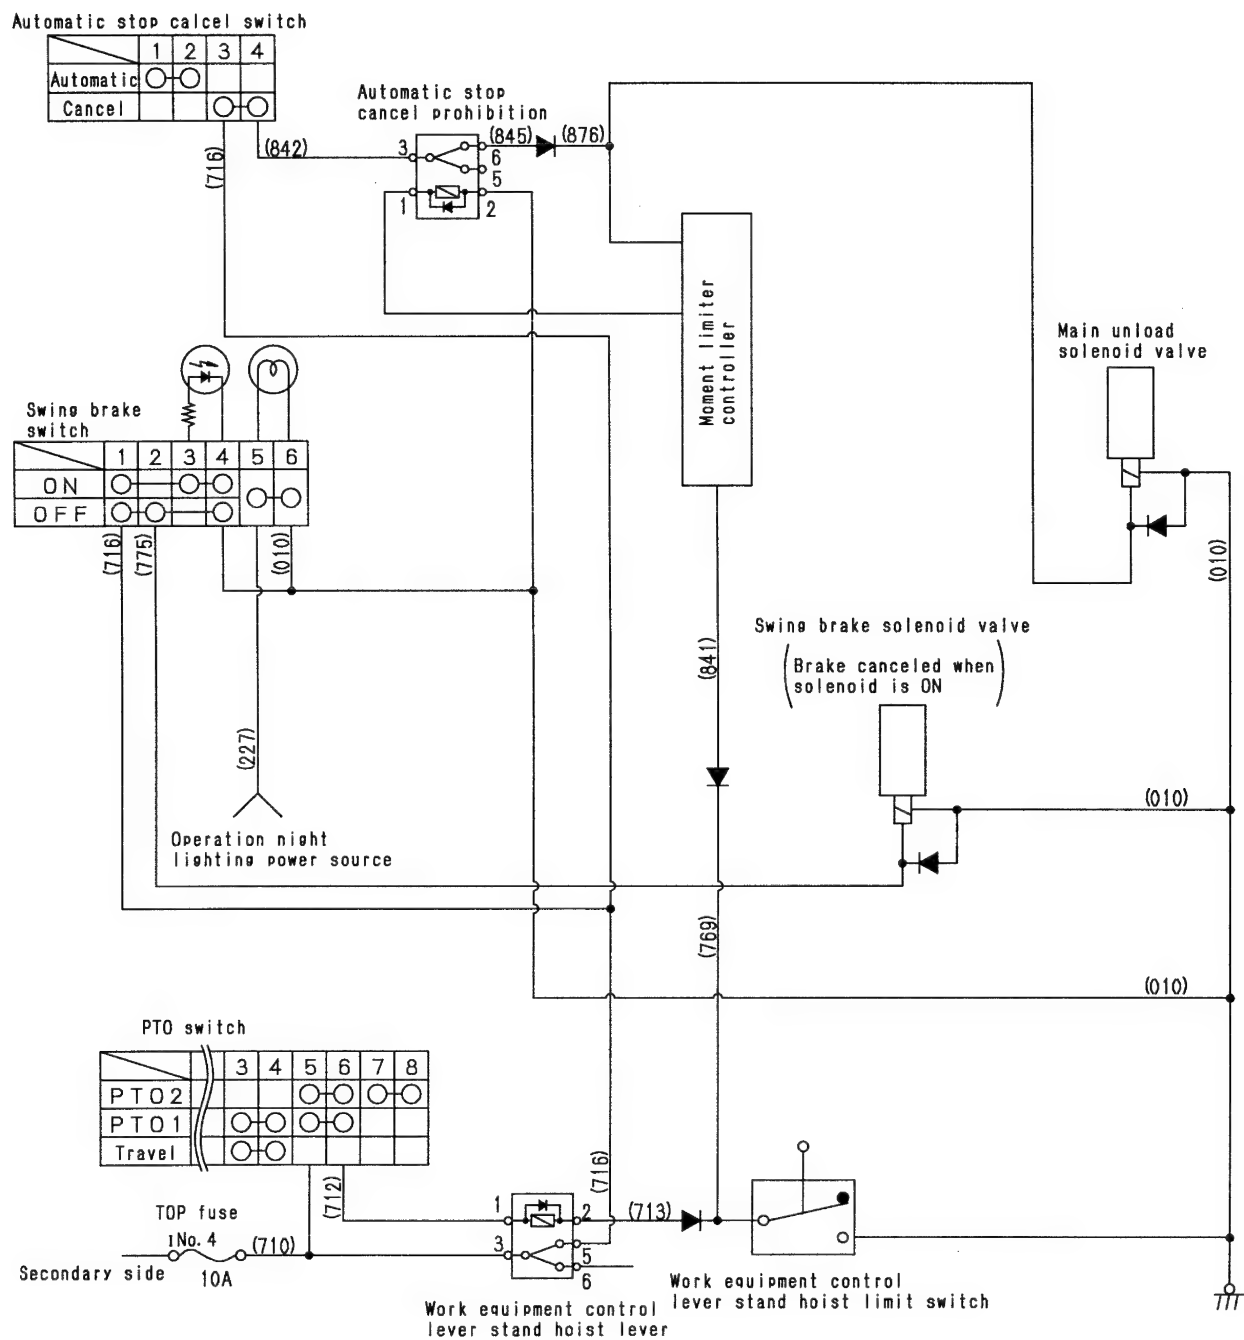 Automatic stop calcel switch
1 2 3 4
Automatic
Cancel
Automatic stop
cancel prohibition
(716)
(842)
3
(845)
(876)
6
5
1
2
Moment limiter
controller
Main unload
solenoid valve
Swing brake
switch
1 2 3 4 5 6
ON
OFF
(716)
(775)
(010)
(010)
(841)
Swing brake solenoid valve
(Brake canceled when
solenoid is ON)
(227)
Operation night
lighting power source
(010)
(769)
(010)
PTO switch
3 4 5 6 7 8
PTO2
PTO1
Travel
(712)
(716)
TOP fuse
No. 4
(710)
10A
Secondary side
1
2
3
5
6
(713)
Work equipment control
lever stand hoist lever
Work equipment control
lever stand hoist limit switch